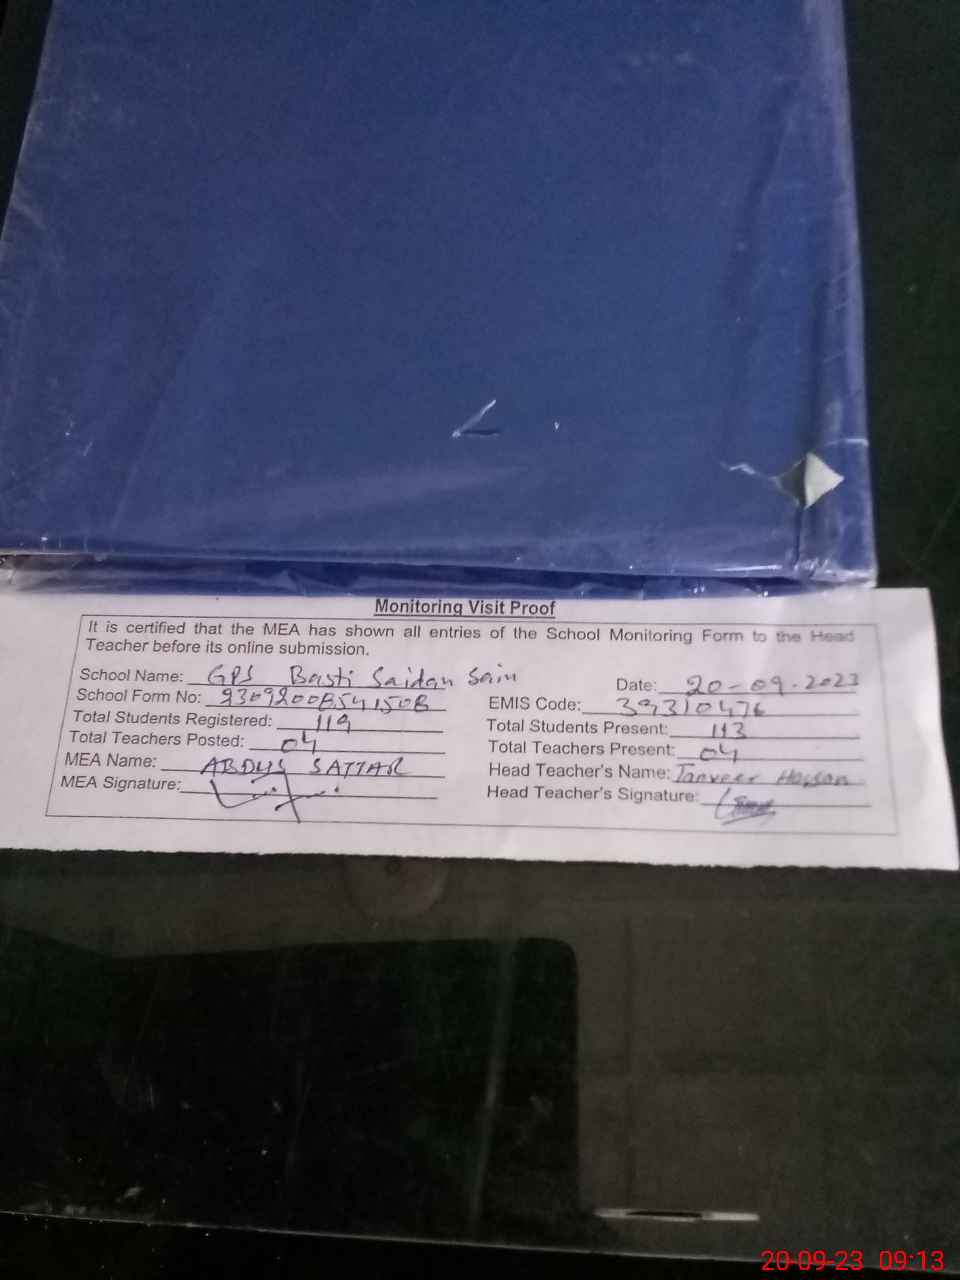 Monitoring Visit Proof
It is certified that the MEA has shown all entries of the School Monitoring Form to the Head
Teacher before its online submission.
School Name: GPS Basti Saidan Sain
Date: 20-09-2023
School Form No: 2309200B54150B
EMIS Code: 39310476
Total Students Registered: 119
Total Students Present: 113
Total Teachers Posted: 04
Total Teachers Present: 04
MEA Name: ABDUS SATTAR
Head Teacher's Name: Tanveer Hassan
MEA Signature:
Head Teacher's Signature:
20-09-23 09:13